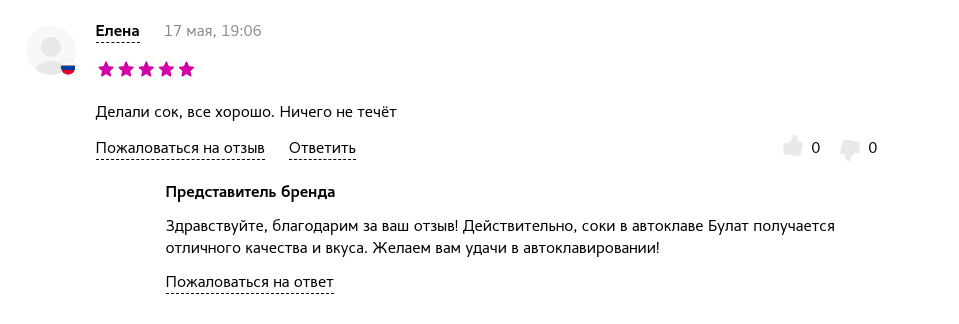 Елена 17 мая, 19:06
Делали сок, все хорошо. Ничего не течёт
Пожаловаться на отзыв Ответить 0 0
Представитель бренда
Здравствуйте, благодарим за ваш отзыв! Действительно, соки в автоклаве Булат получается
отличного качества и вкуса. Желаем вам удачи в автоклавировании!
Пожаловаться на ответ